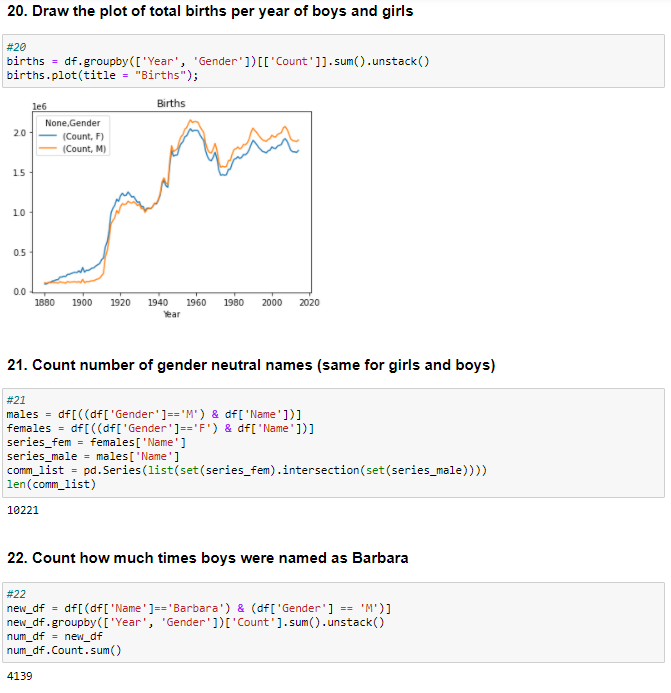 20. Draw the plot of total births per year of boys and girls
#20
births = df.groupby(['Year', 'Gender'])[['Count']].sum().unstack()
births.plot(title = "Births");
1e6
Births
None,Gender
(Count, F)
(Count, M)
2.0
1.5
1.0
0.5
0.0
1880 1900 1920 1940 1960 1980 2000 2020
Year
21. Count number of gender neutral names (same for girls and boys)
#21
males = df[((df['Gender']=='M') & df['Name'])]
females = df[((df['Gender']=='F') & df['Name'])]
series_fem = females['Name']
series_male = males['Name']
comm_list = pd.Series(list(set(series_fem).intersection(set(series_male))))
len(comm_list)
10221
22. Count how much times boys were named as Barbara
#22
new_df = df[(df['Name']=='Barbara') & (df['Gender'] == 'M')]
new_df.groupby(['Year', 'Gender'])['Count'].sum().unstack()
num_df = new_df
num_df.Count.sum()
4139